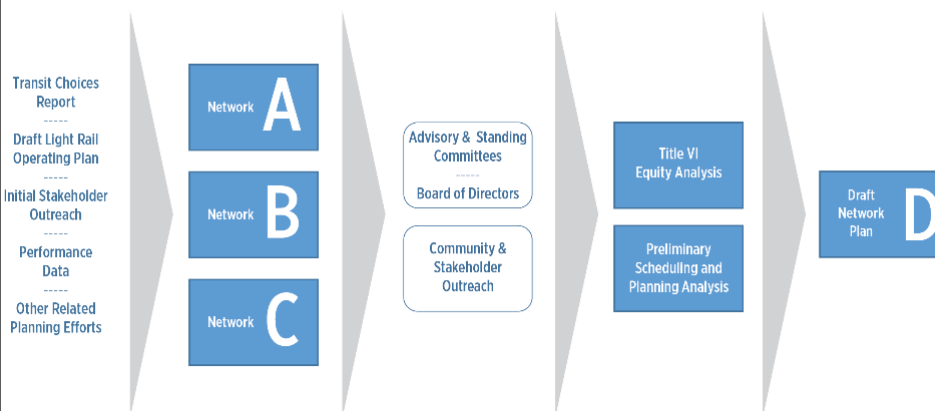 Transit Choices
Report
-----
Draft Light Rail
Operating Plan
-----
Initial Stakeholder
Outreach
-----
Performance
Data
-----
Other Related
Planning Efforts
Network A
Network B
Network C
Advisory & Standing
Committees
-----
Board of Directors
Community &
Stakeholder
Outreach
Title VI
Equity Analysis
Preliminary
Scheduling and
Planning Analysis
Draft
Network
Plan
D